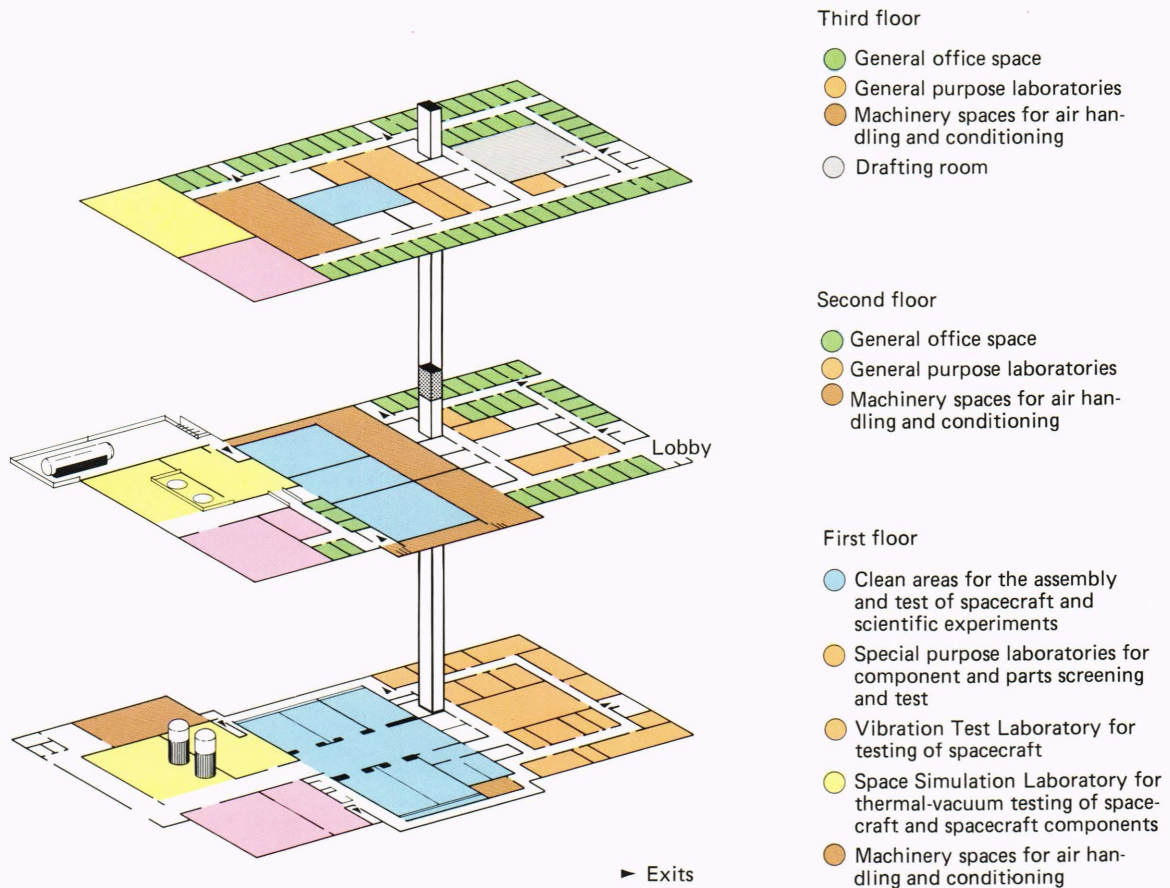 Third floor
General office space
General purpose laboratories
Machinery spaces for air han-
dling and conditioning
Drafting room
Second floor
General office space
General purpose laboratories
Machinery spaces for air han-
dling and conditioning
Lobby
First floor
Clean areas for the assembly
and test of spacecraft and
scientific experiments
Special purpose laboratories for
component and parts screening
and test
Vibration Test Laboratory for
testing of spacecraft
Space Simulation Laboratory for
thermal-vacuum testing of space-
craft and spacecraft components
Machinery spaces for air han-
dling and conditioning
Exits